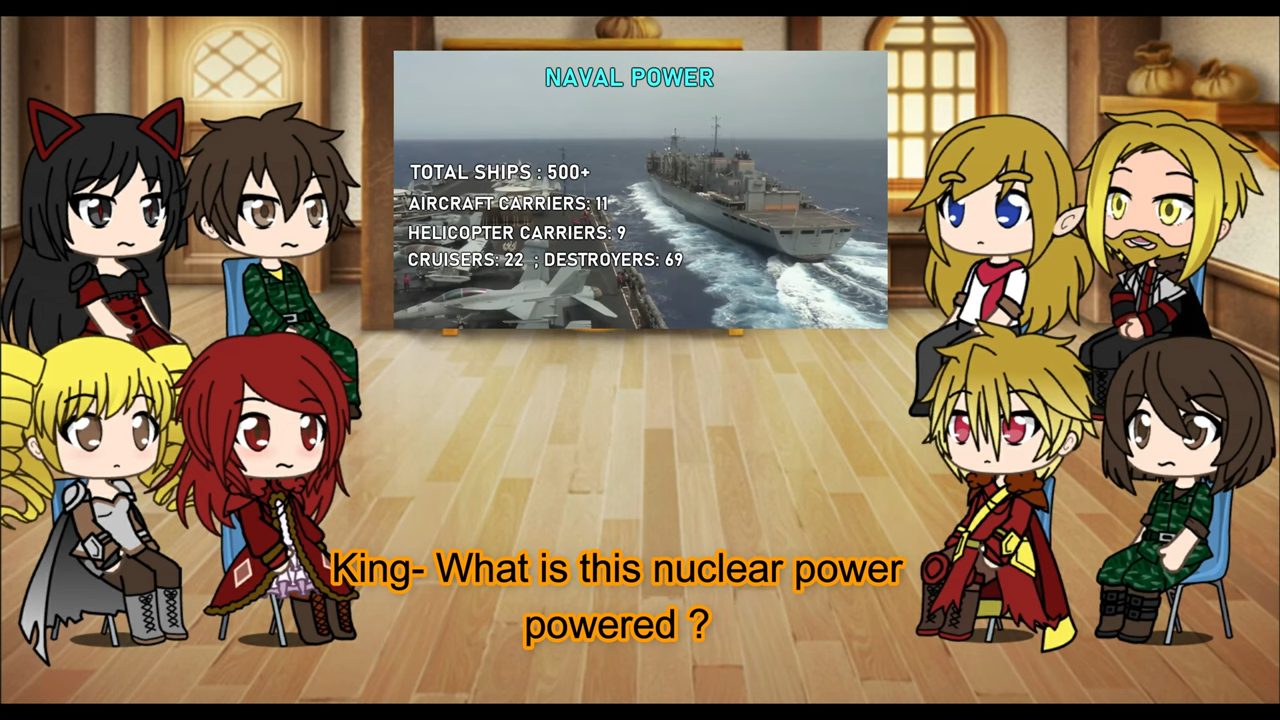 NAVAL POWER
TOTAL SHIPS : 500+
AIRCRAFT CARRIERS: 11
HELICOPTER CARRIERS: 9
CRUISERS: 22 ; DESTROYERS: 69
King- What is this nuclear power
powered ?